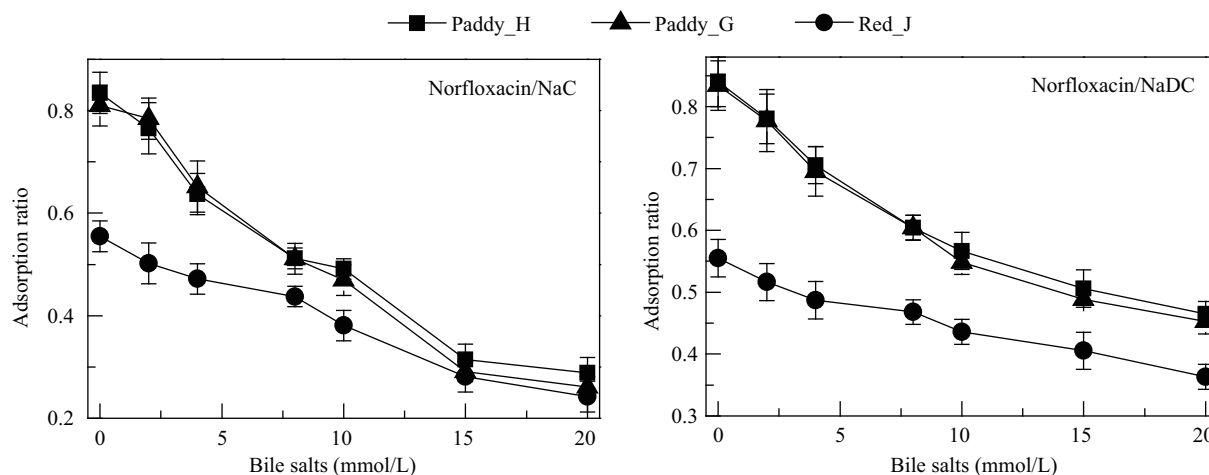 Paddy_H Paddy_G Red_J
Norfloxacin/NaC
0.8
0.6
0.4
0.2
Adsorption ratio
0 5 10 15 20
Bile salts (mmol/L)
Norfloxacin/NaDC
0.8
0.7
0.6
0.5
0.4
0.3
Adsorption ratio
0 5 10 15 20
Bile salts (mmol/L)